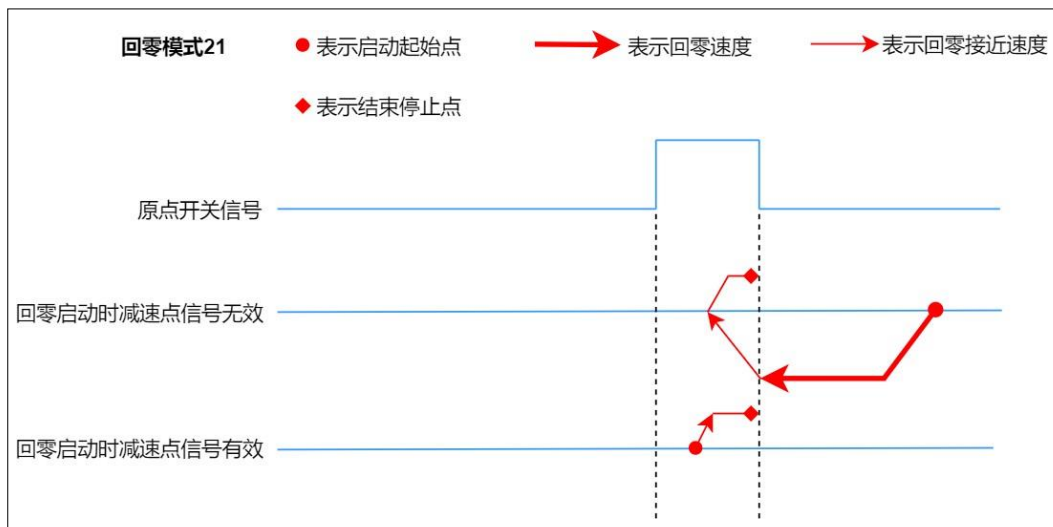 回零模式21
表示启动起始点
表示回零速度
表示回零接近速度
表示结束停止点
原点开关信号
回零启动时减速点信号无效
回零启动时减速点信号有效